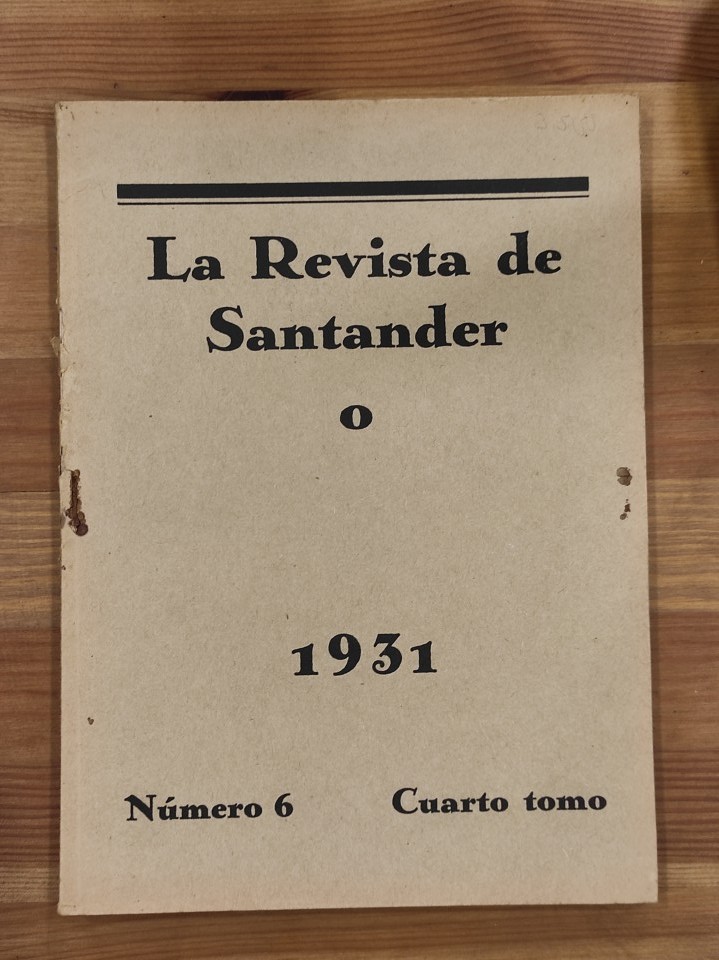 La Revista de
Santander
o
1931
Número 6 Cuarto tomo